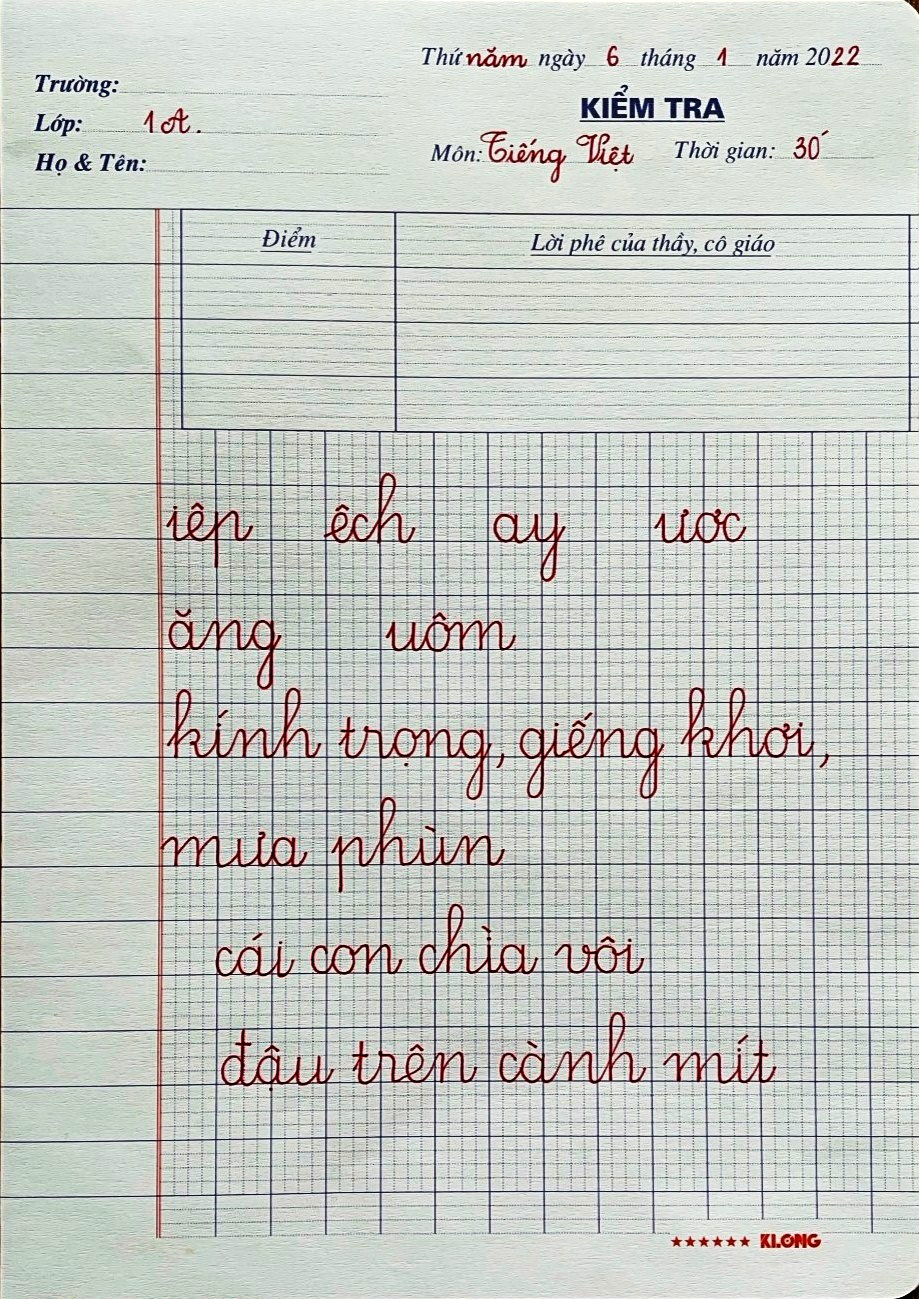 Thứ năm ngày 6 tháng 1 năm 2022
Trường:
Lớp: 1A.
Họ & Tên:
KIỂM TRA
Môn: Tiếng Việt Thời gian: 30'
Điểm
Lời phê của thầy, cô giáo
iêp êch ay ươc
ăng uôm
kính trọng, giếng khơi,
mưa phùn
cái con chìa vôi
đậu trên cành mít
★★★★★★ KLONG